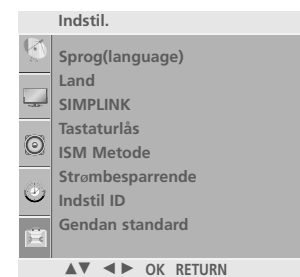 Indstil.
Sprog(language)
Land
SIMPLINK
Tastaturlås
ISM Metode
Strømbesparrende
Indstil ID
Gendan standard
▲▼ ◄► OK RETURN